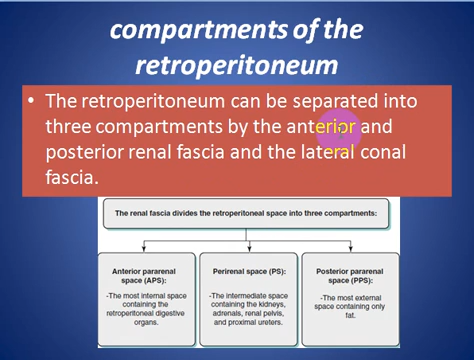 compartments of the
retroperitoneum
• The retroperitoneum can be separated into
three compartments by the anterior and
posterior renal fascia and the lateral conal
fascia.
The renal fascia divides the retroperitoneal space into three compartments:
Anterior pararenal
space (APS):
-The most internal space
containing the
retroperitoneal digestive
organs.
Perirenal space (PS):
-The intermediate space
containing the kidneys,
adrenals, renal pelvis,
and proximal ureters.
Posterior pararenal
space (PPS):
-The most external
space containing only
fat.